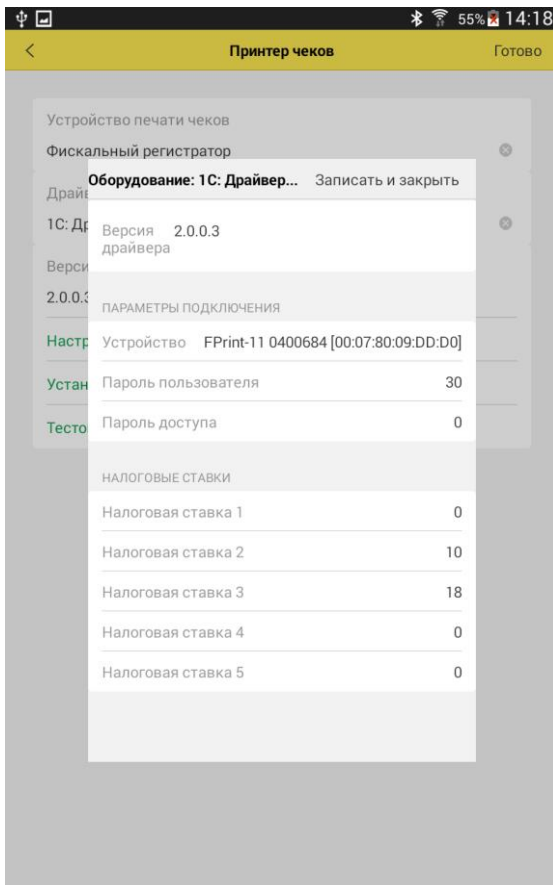 55% 14:18
Принтер чеков Готово
Устройство печати чеков
Фискальный регистратор
Оборудование: 1С: Драйвер... Записать и закрыть
Драйв
1С: Др
Версия 2.0.0.3
драйвера
Верси
2.0.0.3
ПАРАМЕТРЫ ПОДКЛЮЧЕНИЯ
Настр
Устройство FPrint-11 0400684 [00:07:80:09:DD:D0]
Устан
Пароль пользователя 30
Тесто
Пароль доступа 0
НАЛОГОВЫЕ СТАВКИ
Налоговая ставка 1 0
Налоговая ставка 2 10
Налоговая ставка 3 18
Налоговая ставка 4 0
Налоговая ставка 5 0